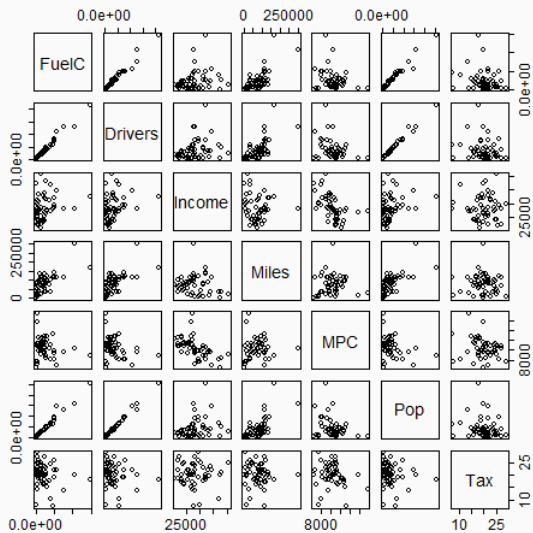 0.0e+00 0 250000 0.0e+00
FuelC
0.0e+00
Drivers
0.0e+00
Income
25000
Miles
0 250000
MPC
8000
Pop
0.0e+00
Tax
10 25
0.0e+00 25000 8000 10 25